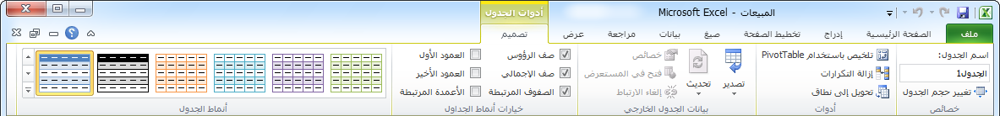 المبيعات - Microsoft Excel
أدوات الجدول
ملف
الصفحة الرئيسية
إدراج
تخطيط الصفحة
صيغ
بيانات
مراجعة
عرض
تصميم
اسم الجدول:
الجدول1
تغيير حجم الجدول
خصائص
تلخيص باستخدام PivotTable
إزالة التكرارات
تحويل إلى نطاق
أدوات
تصدير
تحديث
خصائص
فتح في المستعرض
إلغاء الارتباط
بيانات الجدول الخارجي
صف الرؤوس
صف الإجمالي
الصفوف المرتبطة
العمود الأول
العمود الأخير
الأعمدة المرتبطة
خيارات أنماط الجداول
أنماط الجدول